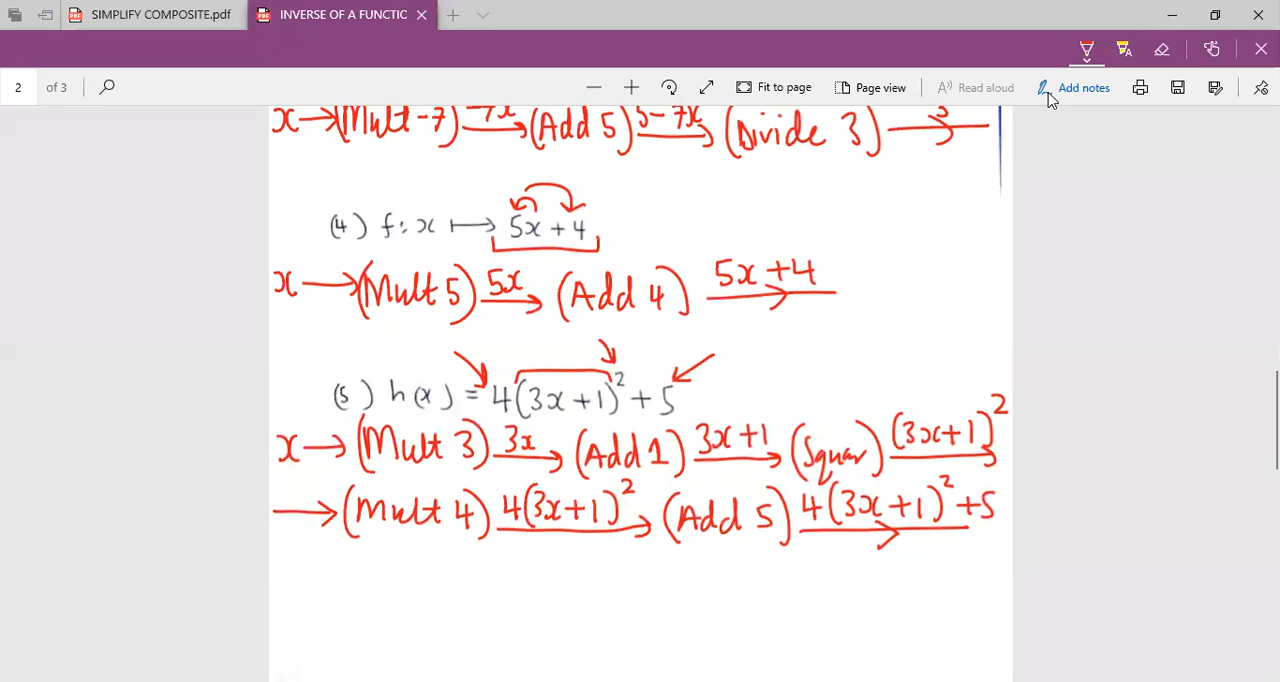 SIMPLIFY COMPOSITE.pdf
INVERSE OF A FUNCTIC
2 of 3
Fit to page
Page view
Read aloud
Add notes
x → (Mult -7) -7x → (Add 5) 5-7x → (Divide 3) 3 →
(4) f: x ↦ 5x + 4
x → (Mult 5) 5x → (Add 4) 5x + 4 →
(5) h(x) = 4(3x + 1)² + 5
x → (Mult 3) 3x → (Add 1) 3x+1 → (Squar) (3x+1)² →
→ (Mult 4) 4(3x+1)² → (Add 5) 4(3x+1)² + 5 →